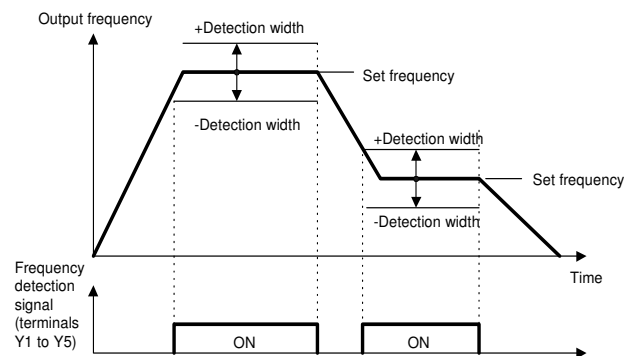 Output frequency
+Detection width
Set frequency
-Detection width
+Detection width
Set frequency
-Detection width
Time
Frequency
detection
signal
(terminals
Y1 to Y5)
ON
ON